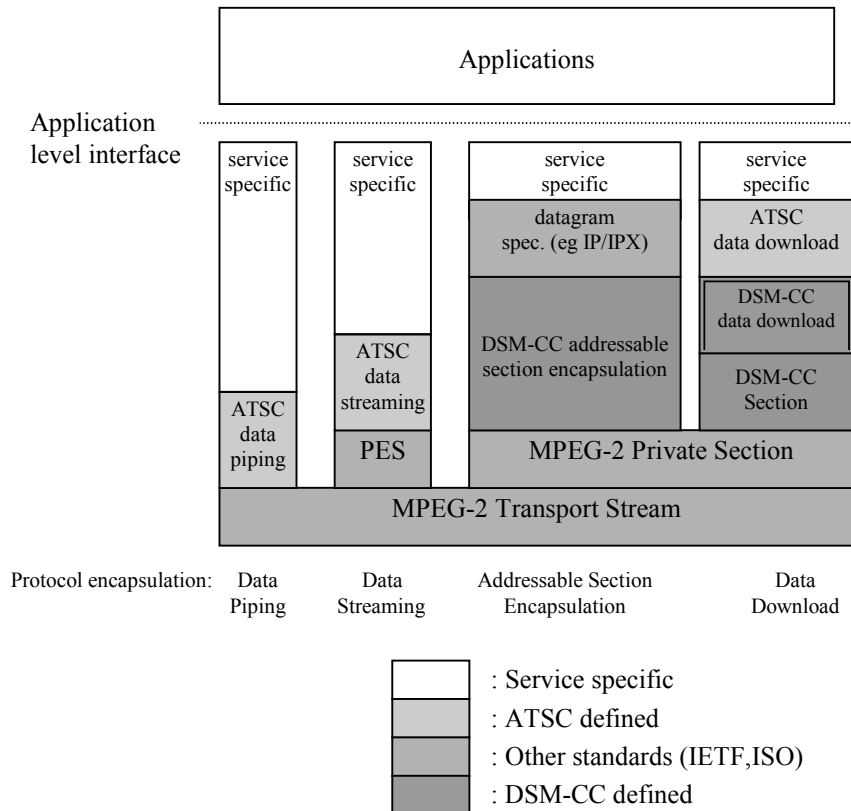 Applications
Application
level interface
service
specific
service
specific
service
specific
service
specific
datagram
spec. (eg IP/IPX)
ATSC
data download
DSM-CC
data download
ATSC
data
streaming
DSM-CC addressable
section encapsulation
DSM-CC
Section
ATSC
data
piping
PES
MPEG-2 Private Section
MPEG-2 Transport Stream
Protocol encapsulation:
Data
Piping
Data
Streaming
Addressable Section
Encapsulation
Data
Download
: Service specific
: ATSC defined
: Other standards (IETF,ISO)
: DSM-CC defined